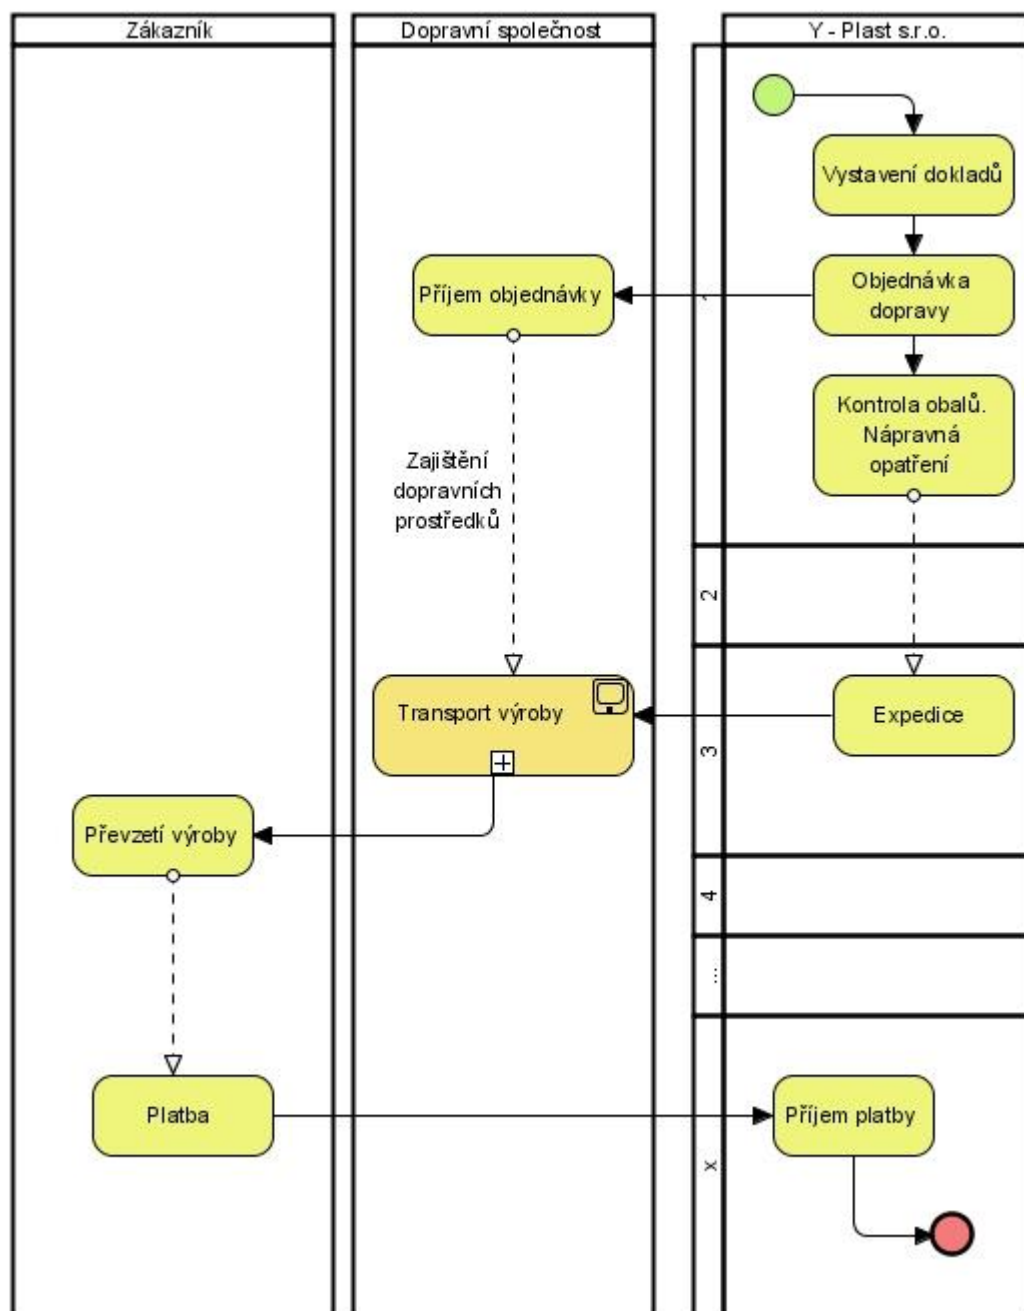 Zákazník
Dopravní společnost
Y - Plast s.r.o.
Vystavení dokladů
Příjem objednávky
Objednávka
dopravy
Kontrola obalů.
Nápravná
opatření
Zajištění
dopravních
prostředků
2
Transport výroby
Expedice
3
Převzetí výroby
4
...
Platba
Příjem platby
x